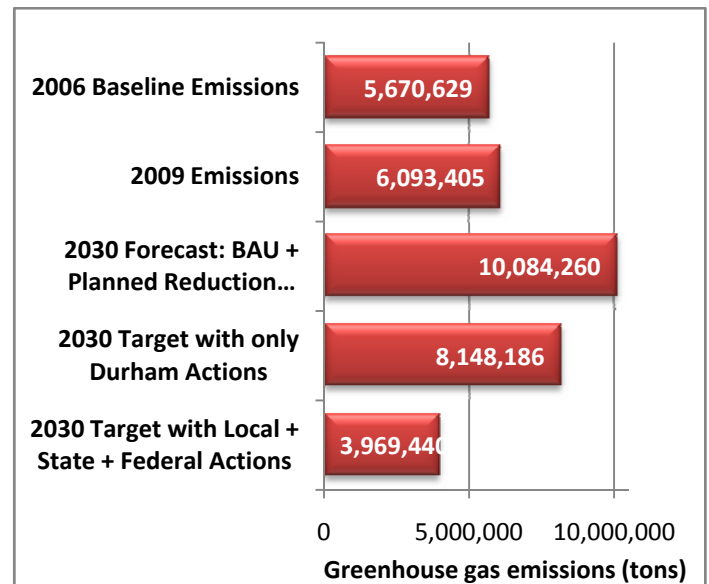 2006 Baseline Emissions
5,670,629
2009 Emissions
6,093,405
2030 Forecast: BAU +
Planned Reduction...
10,084,260
2030 Target with only
Durham Actions
8,148,186
2030 Target with Local +
State + Federal Actions
3,969,440
0
5,000,000
10,000,000
Greenhouse gas emissions (tons)